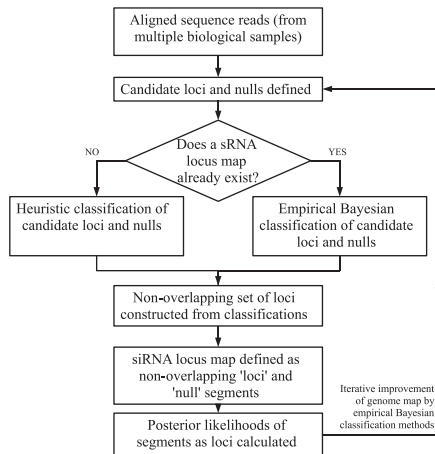 Aligned sequence reads (from
multiple biological samples)
Candidate loci and nulls defined
NO
Does a sRNA
locus map
already exist?
YES
Heuristic classification of
candidate loci and nulls
Empirical Bayesian
classification of candidate
loci and nulls
Non-overlapping set of loci
constructed from classifications
siRNA locus map defined as
non-overlapping 'loci' and
'null' segments
Posterior likelihoods of
segments as loci calculated
Iterative improvement
of genome map by
empirical Bayesian
classification methods